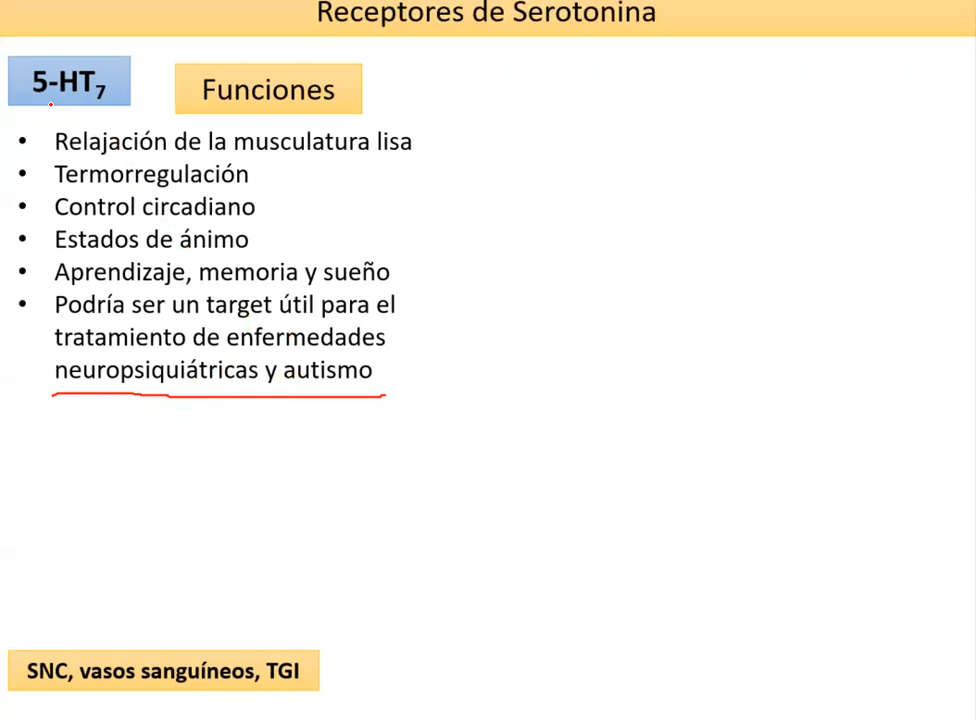 Receptores de Serotonina
5-HT₇
Funciones
• Relajación de la musculatura lisa
• Termorregulación
• Control circadiano
• Estados de ánimo
• Aprendizaje, memoria y sueño
• Podría ser un target útil para el
tratamiento de enfermedades
neuropsiquiátricas y autismo
SNC, vasos sanguíneos, TGI